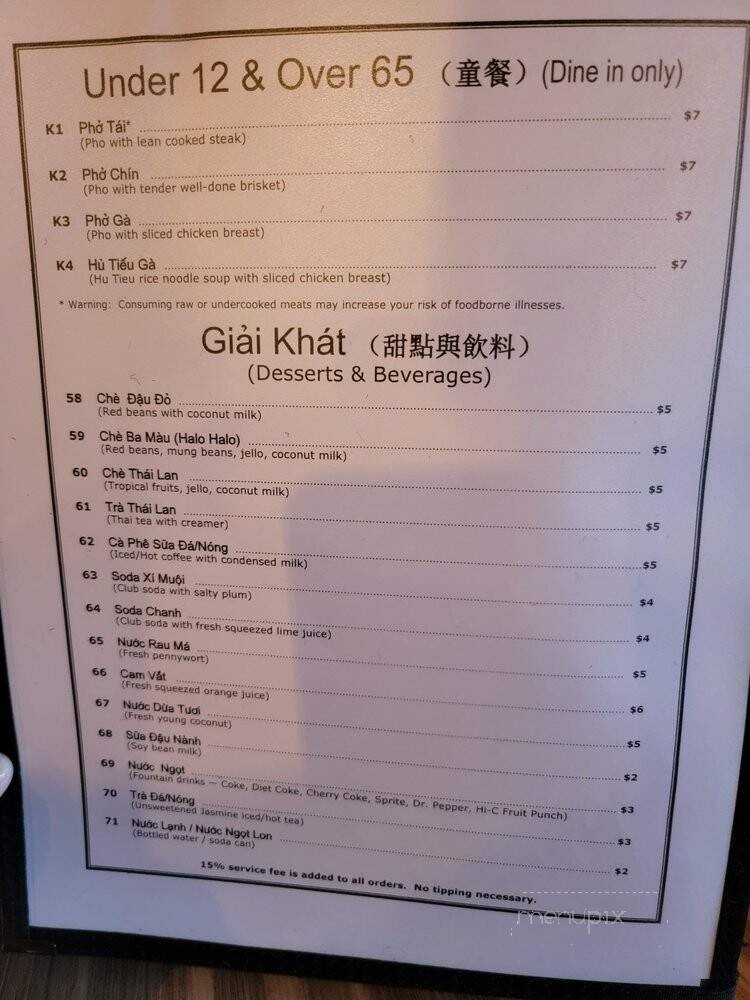 Under 12 & Over 65 （童餐）(Dine in only)
K1 Phở Tái* $7
(Pho with lean cooked steak)
K2 Phở Chín $7
(Pho with tender well-done brisket)
K3 Phở Gà $7
(Pho with sliced chicken breast)
K4 Hủ Tiếu Gà $7
(Hu Tieu rice noodle soup with sliced chicken breast)
* Warning: Consuming raw or undercooked meats may increase your risk of foodborne illnesses.
Giải Khát （甜點與飲料）
(Desserts & Beverages)
58 Chè Đậu Đỏ $5
(Red beans with coconut milk)
59 Chè Ba Màu (Halo Halo) $5
(Red beans, mung beans, jello, coconut milk)
60 Chè Thái Lan $5
(Tropical fruits, jello, coconut milk)
61 Trà Thái Lan $5
(Thai tea with creamer)
62 Cà Phê Sữa Đá/Nóng $5
(Iced/Hot coffee with condensed milk)
63 Soda Xí Muội $4
(Club soda with salty plum)
64 Soda Chanh $4
(Club soda with fresh squeezed lime juice)
65 Nước Rau Má $5
(Fresh pennywort)
66 Cam Vắt $6
(Fresh squeezed orange juice)
67 Nước Dừa Tươi $5
(Fresh young coconut)
68 Sữa Đậu Nành $2
(Soy bean milk)
69 Nước Ngọt $3
(Fountain drinks — Coke, Diet Coke, Cherry Coke, Sprite, Dr. Pepper, Hi-C Fruit Punch)
70 Trà Đá/Nóng $3
(Unsweetened Jasmine iced/hot tea)
71 Nước Lạnh / Nước Ngọt Lon $2
(Bottled water / soda can)
15% service fee is added to all orders. No tipping necessary.
menupix